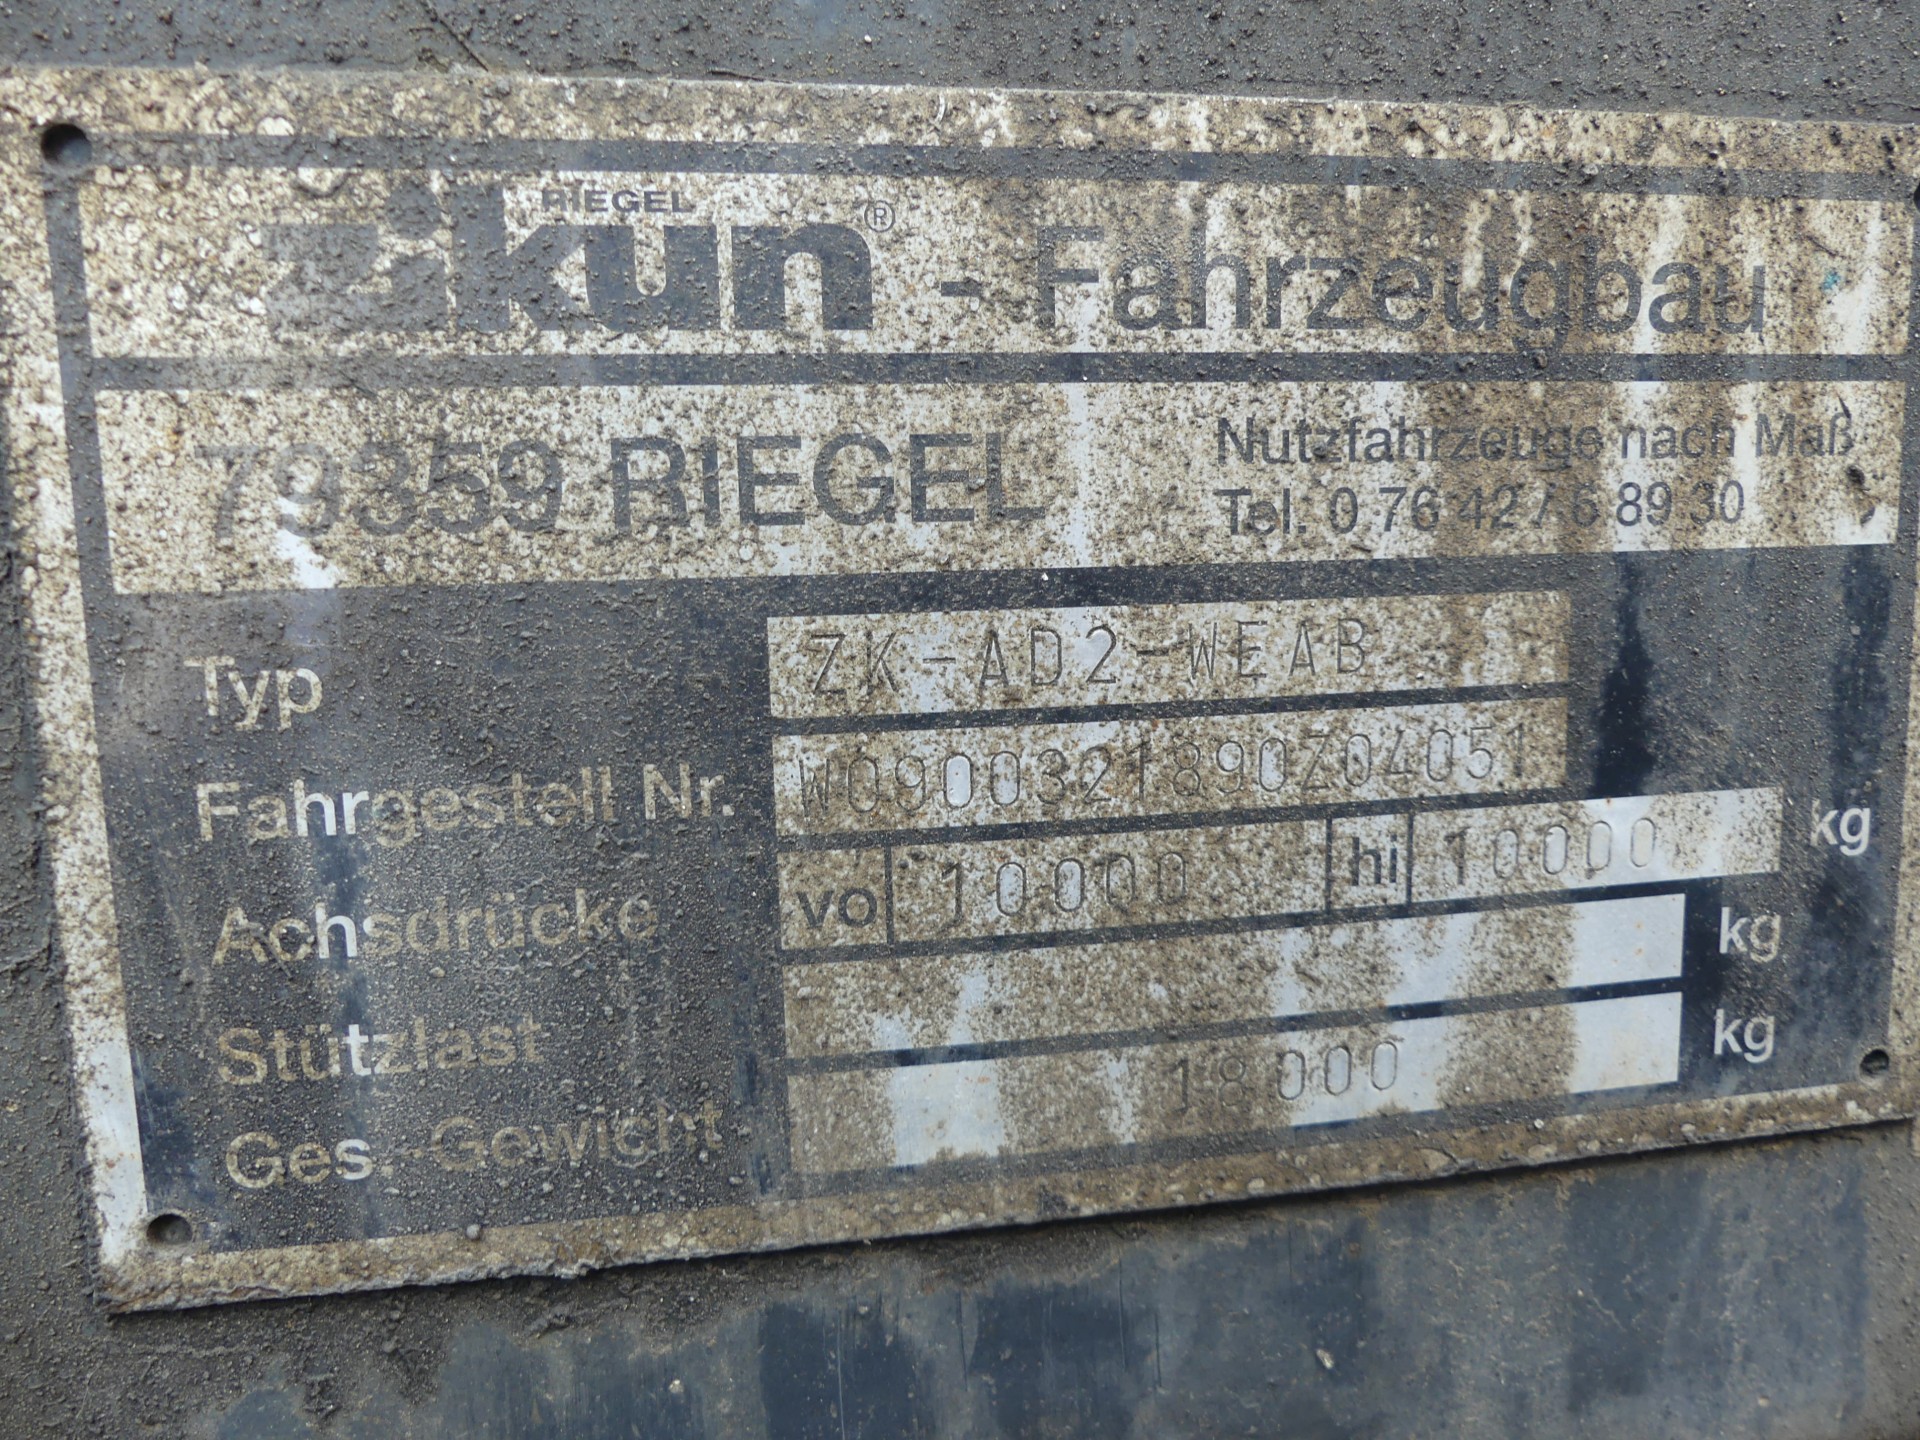 RIEGEL
Zikun® - Fahrzeugbau
79359 RIEGEL
Nutzfahrzeuge nach Maß
Tel. 0 76 42 / 6 89 30
Typ ZK-AD2-WEAB
Fahrgestell Nr. W0900321890Z04051
Achsdrücke vo 10000 hi 10000 kg
Stützlast kg
Ges.-Gewicht 18000 kg